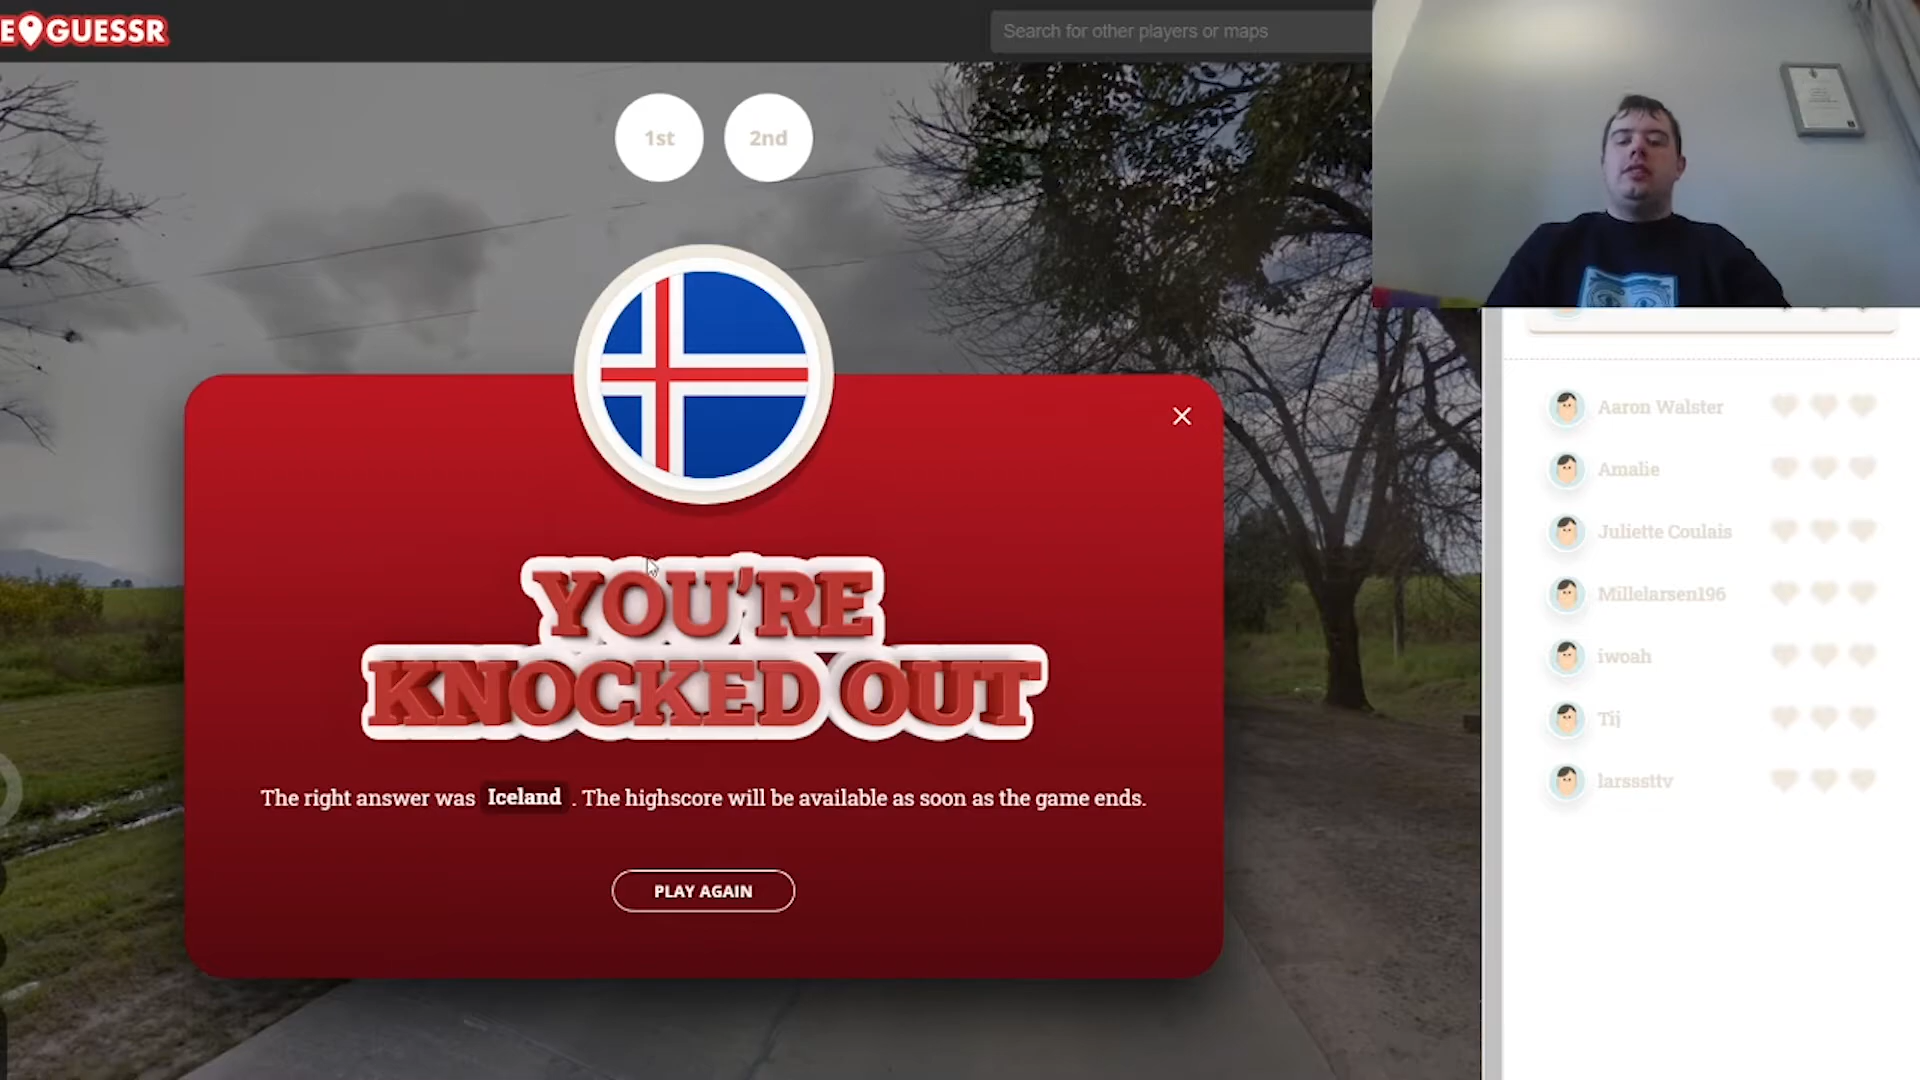 EOGUESSR
Search for other players or maps
1st
2nd
YOU'RE
KNOCKED OUT
The right answer was Iceland . The highscore will be available as soon as the game ends.
PLAY AGAIN
Aaron Walster
Amalie
Juliette Coulais
Millelarsen196
iwoah
Tij
larsssttv